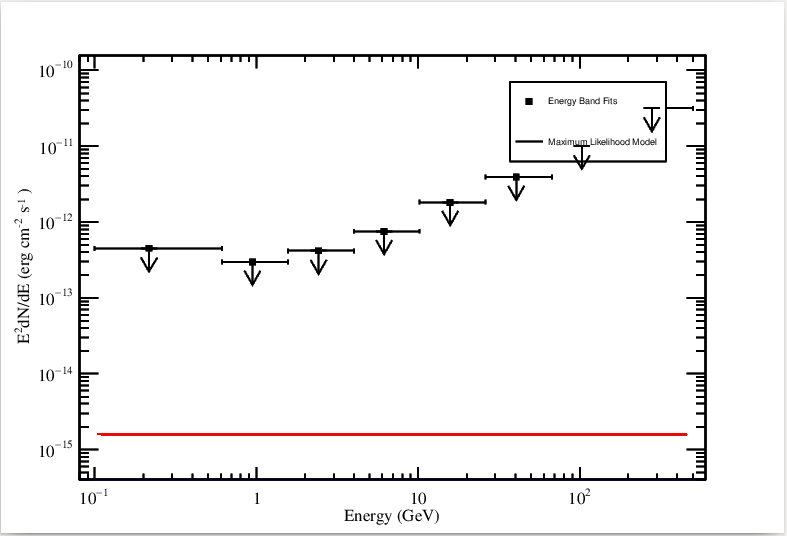 10⁻¹⁰
10⁻¹¹
10⁻¹²
10⁻¹³
10⁻¹⁴
10⁻¹⁵
E²dN/dE (erg cm⁻² s⁻¹ )
Energy Band Fits
Maximum Likelihood Model
10⁻¹ 1 10 10²
Energy (GeV)